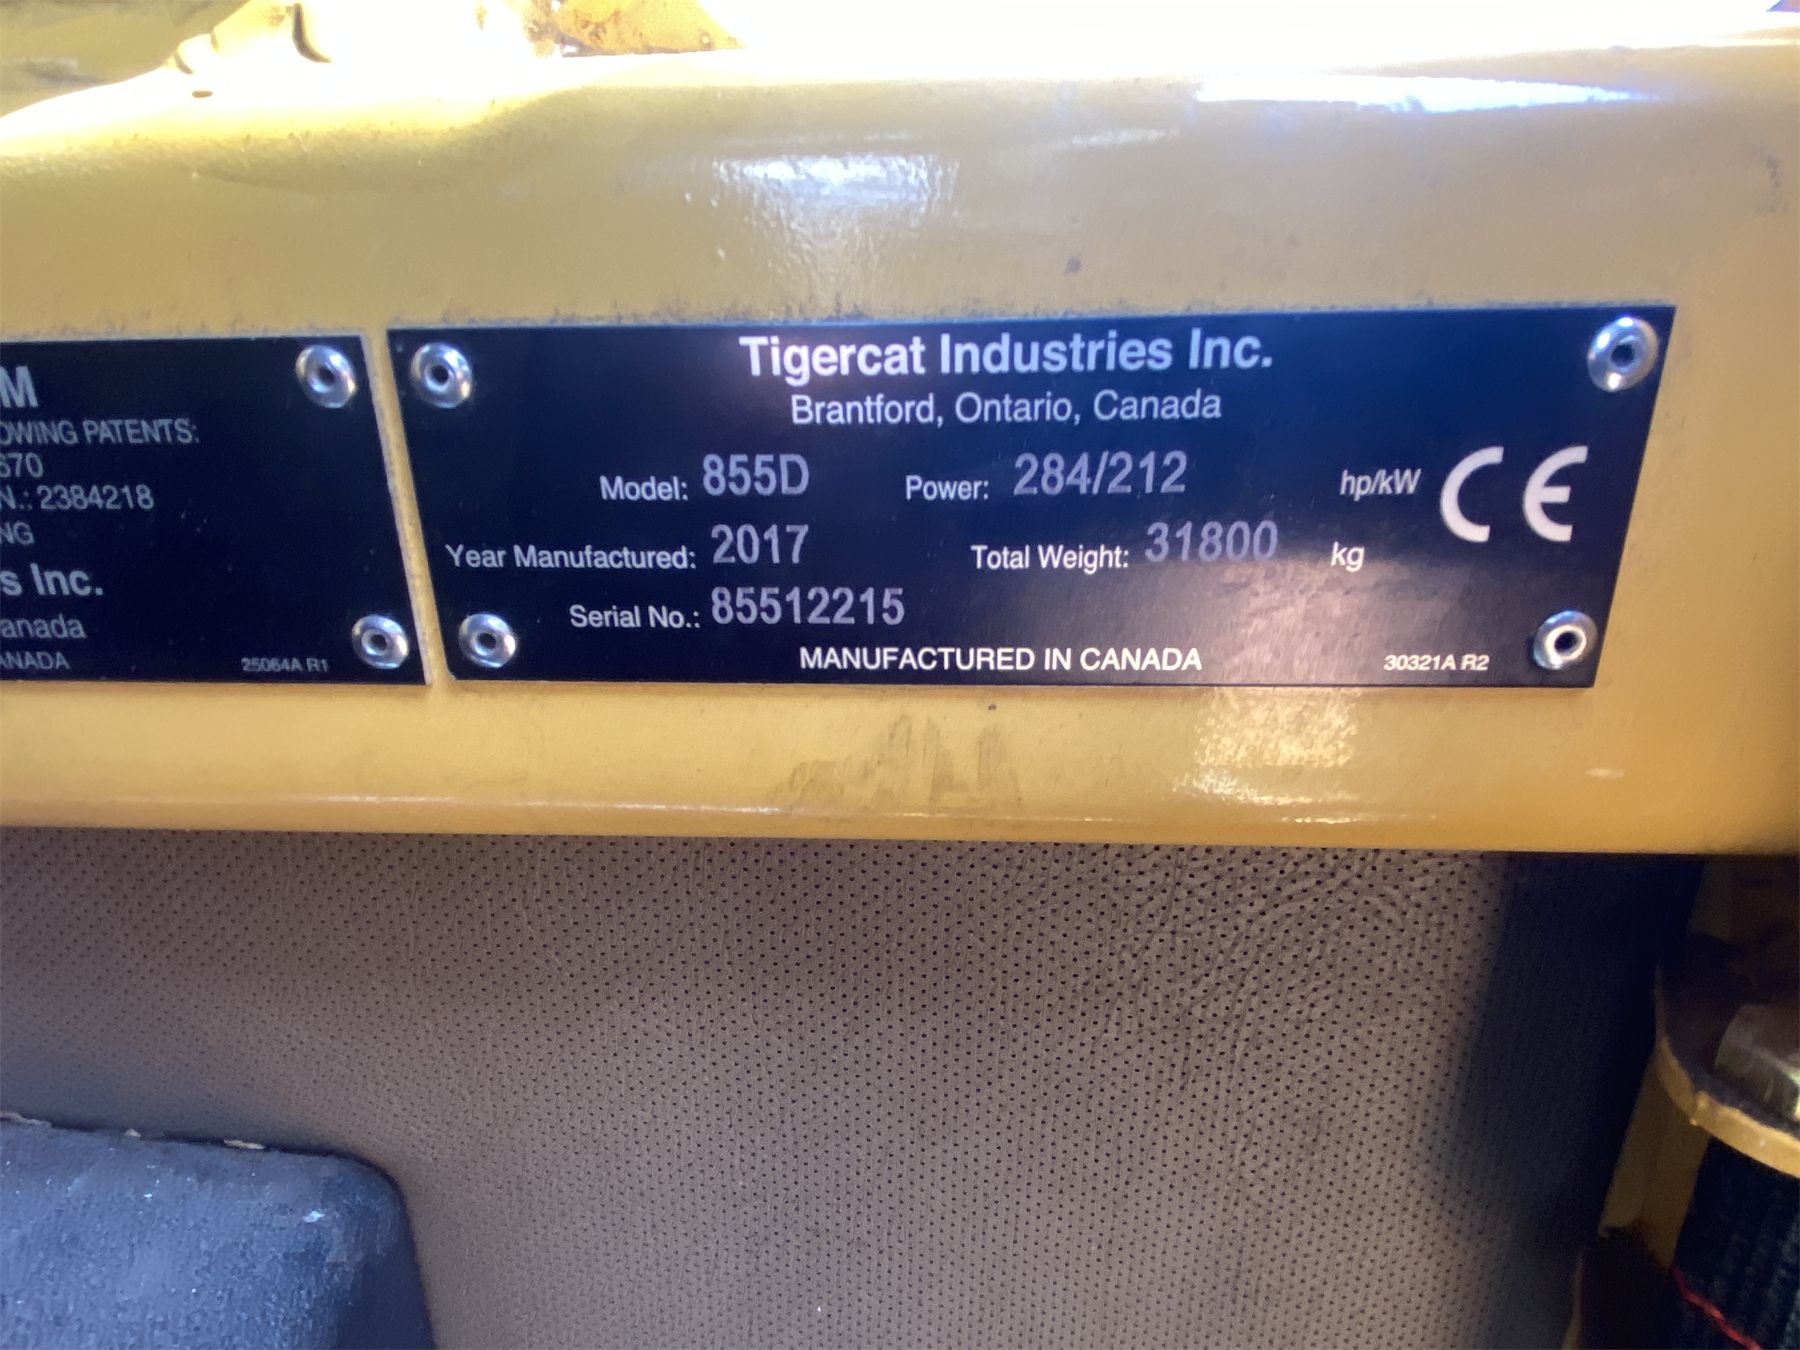 M
OWING PATENTS:
670
N.: 2384218
NG
s Inc.
anada
ANADA
25064A R1
Tigercat Industries Inc.
Brantford, Ontario, Canada
Model: 855D Power: 284/212 hp/kW CE
Year Manufactured: 2017 Total Weight: 31800 kg
Serial No.: 85512215
MANUFACTURED IN CANADA 30321A R2